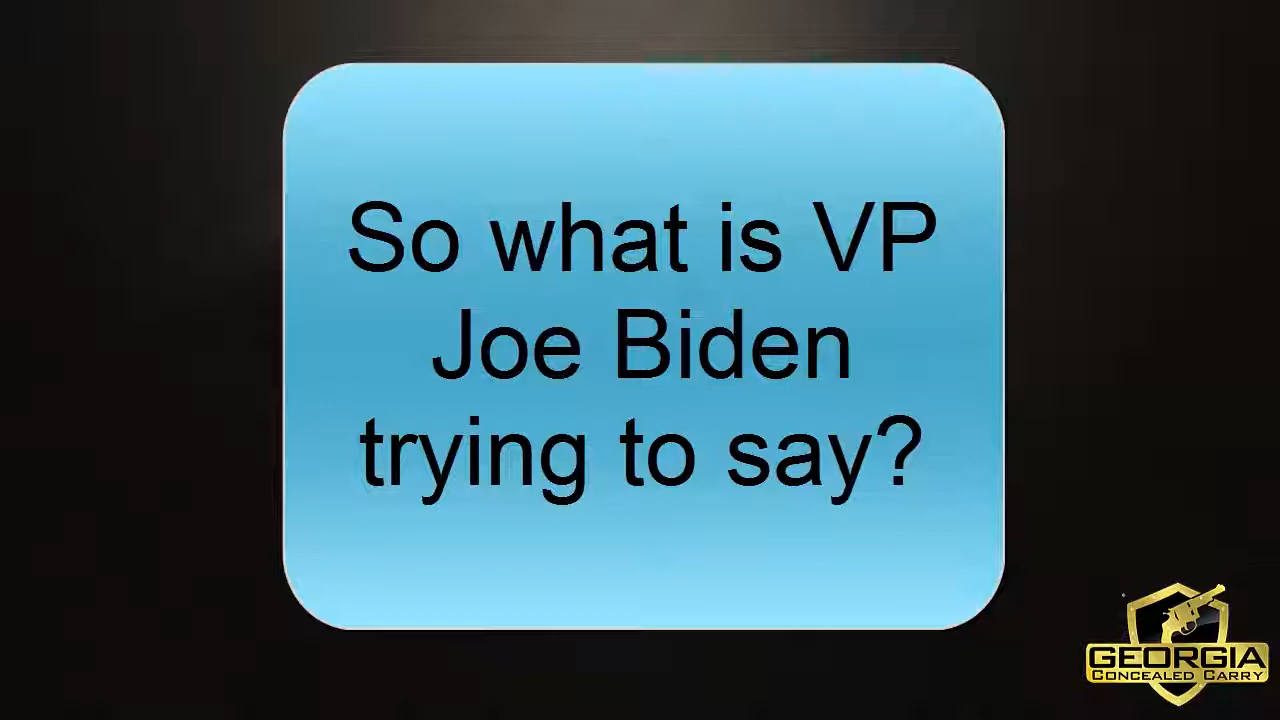 So what is VP
Joe Biden
trying to say?
GEORGIA
CONCEALED CARRY